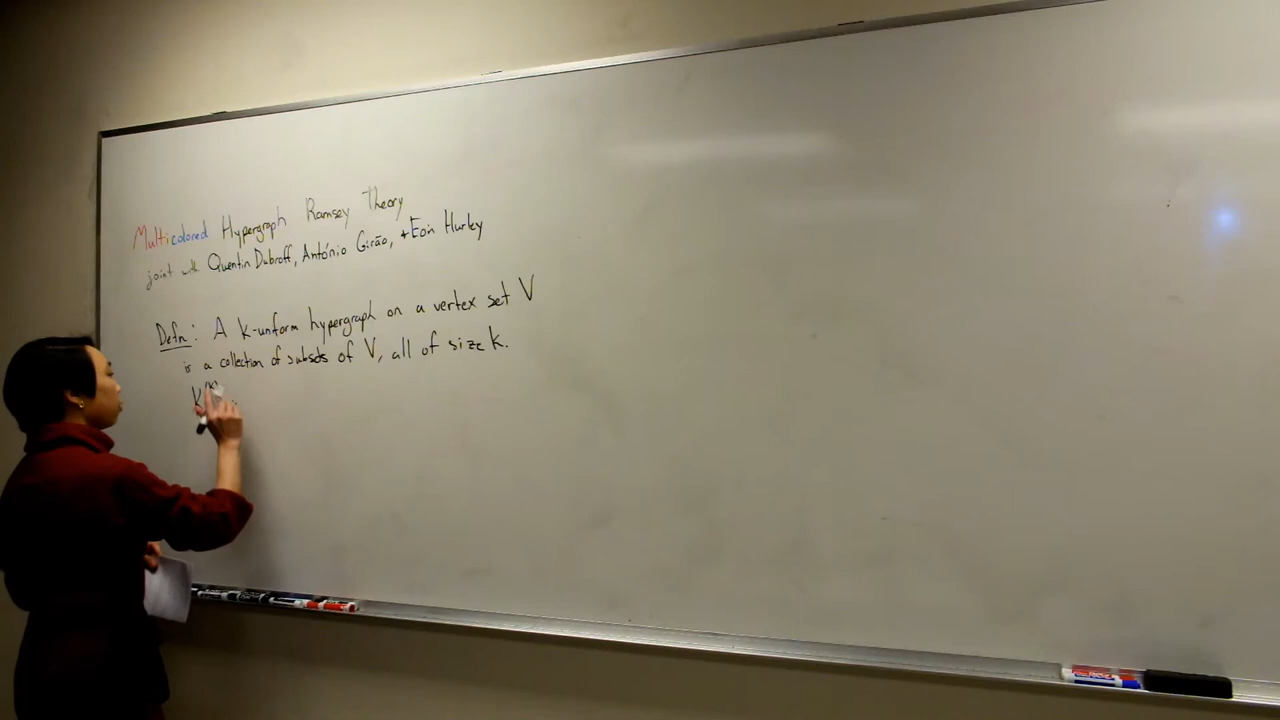 Multicolored Hypergraph Ramsey Theory
joint with Quentin Dubroff, António Girão, + Eoin Hurley
Defn: A k-unform hypergraph on a vertex set V
is a collection of subsets of V, all of size k.
K